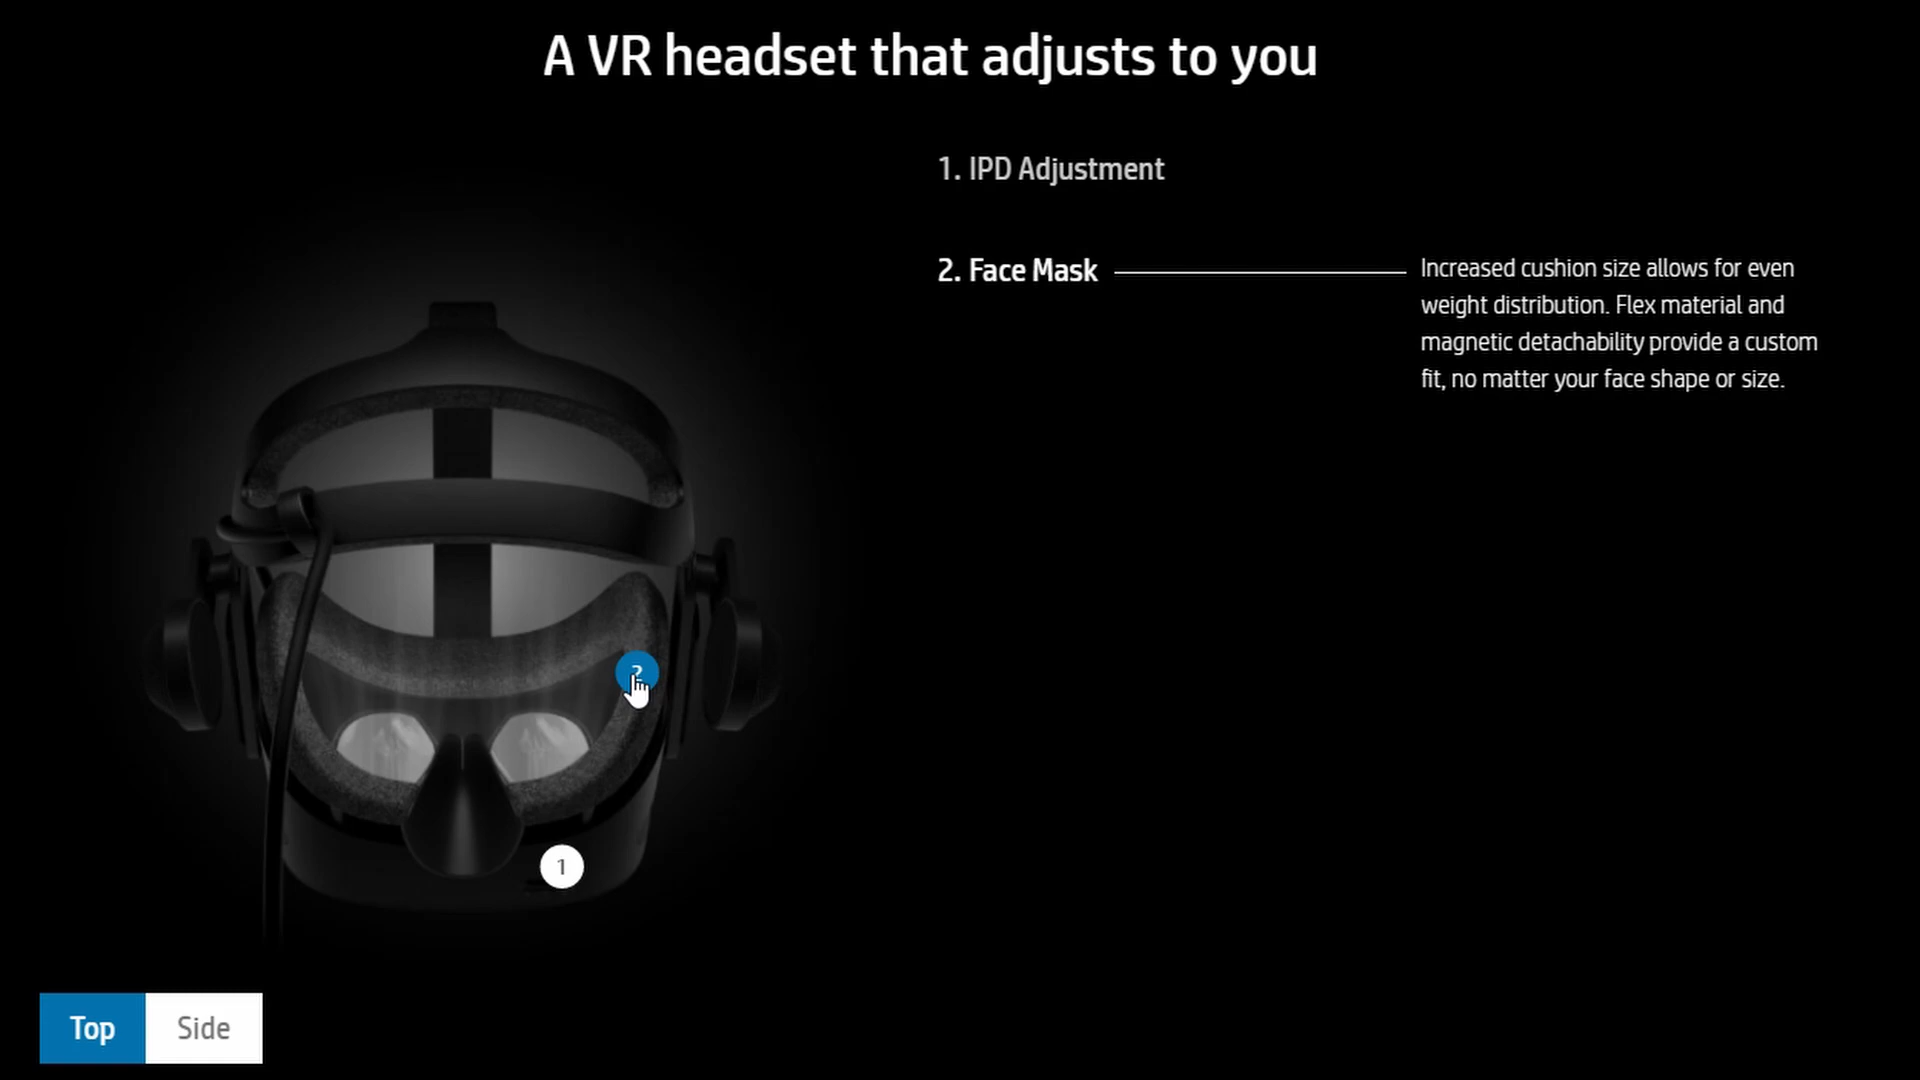 A VR headset that adjusts to you
1. IPD Adjustment
2. Face Mask
Increased cushion size allows for even
weight distribution. Flex material and
magnetic detachability provide a custom
fit, no matter your face shape or size.
2
1
Top
Side